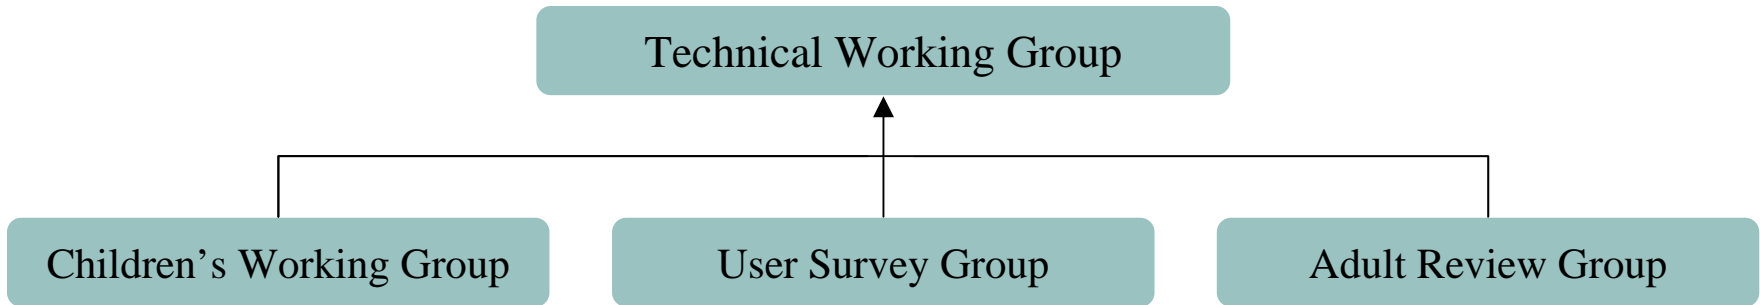 Technical Working Group
Children’s Working Group
User Survey Group
Adult Review Group